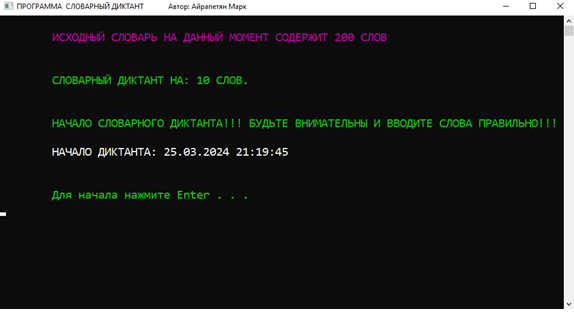 ПРОГРАММА СЛОВАРНЫЙ ДИКТАНТ Автор: Айрапетян Марк
ИСХОДНЫЙ СЛОВАРЬ НА ДАННЫЙ МОМЕНТ СОДЕРЖИТ 200 СЛОВ
СЛОВАРНЫЙ ДИКТАНТ НА: 10 СЛОВ.
НАЧАЛО СЛОВАРНОГО ДИКТАНТА!!! БУДЬТЕ ВНИМАТЕЛЬНЫ И ВВОДИТЕ СЛОВА ПРАВИЛЬНО!!!
НАЧАЛО ДИКТАНТА: 25.03.2024 21:19:45
Для начала нажмите Enter . . .